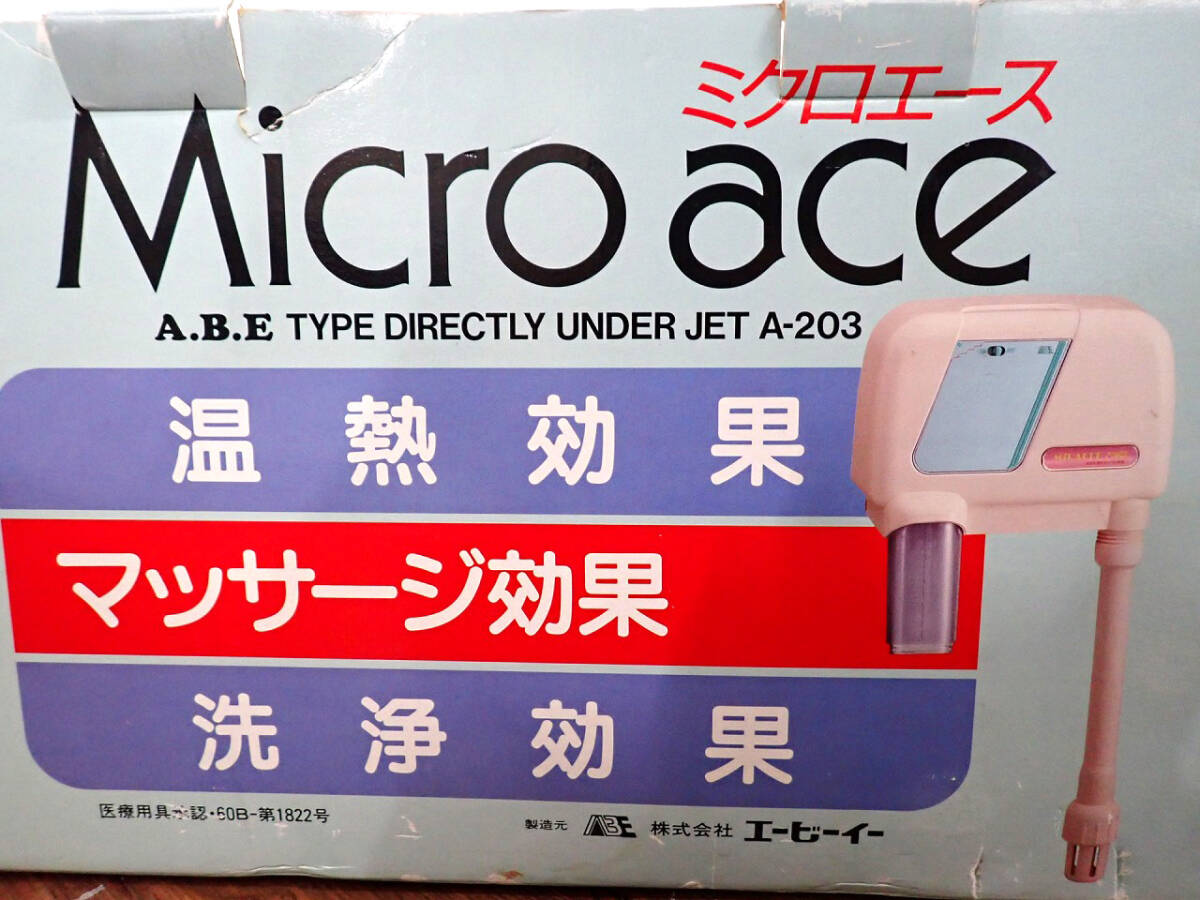 ミクロエース
Micro ace
A.B.E TYPE DIRECTLY UNDER JET A-203
温熱効果
マッサージ効果
洗浄効果
医療用具承認・60B-第1822号
製造元 ABE 株式会社 エービーイー